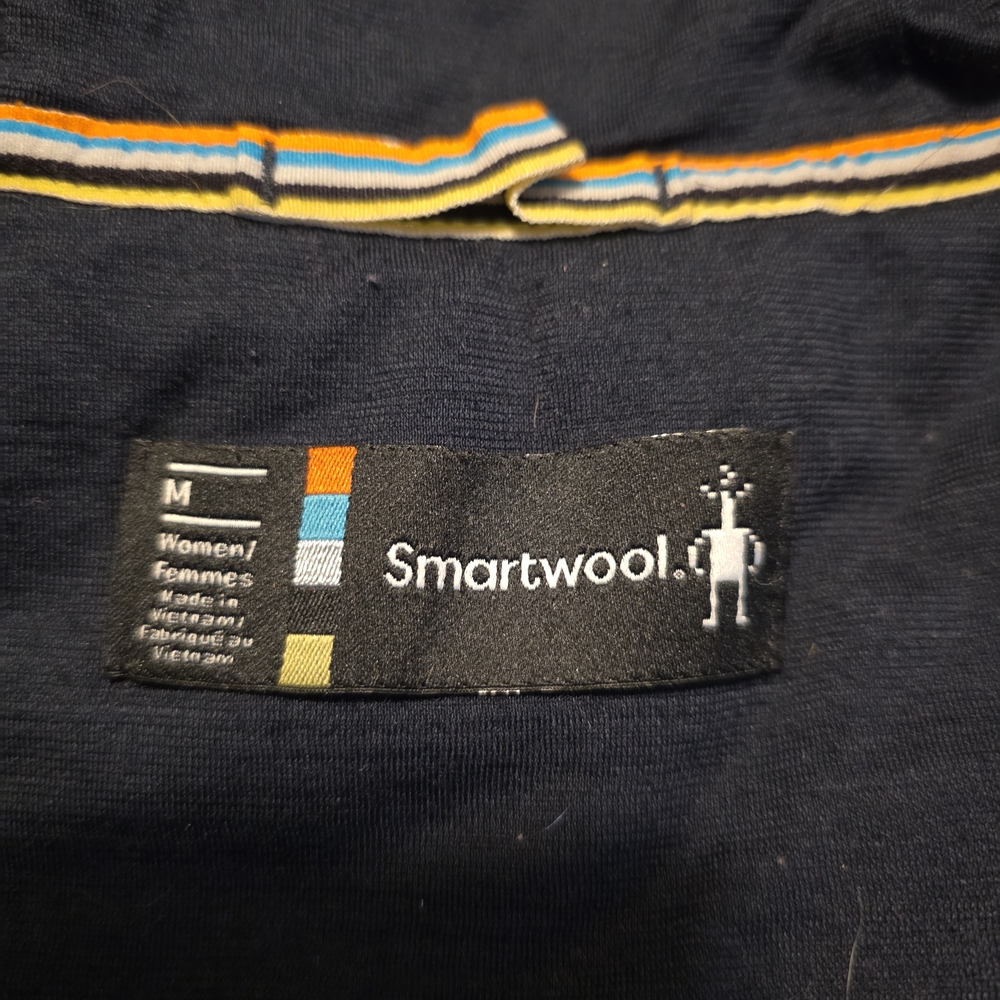 M
Women/
Femmes
Made in
Vietnam/
Fabriqué au
Vietnam
Smartwool®